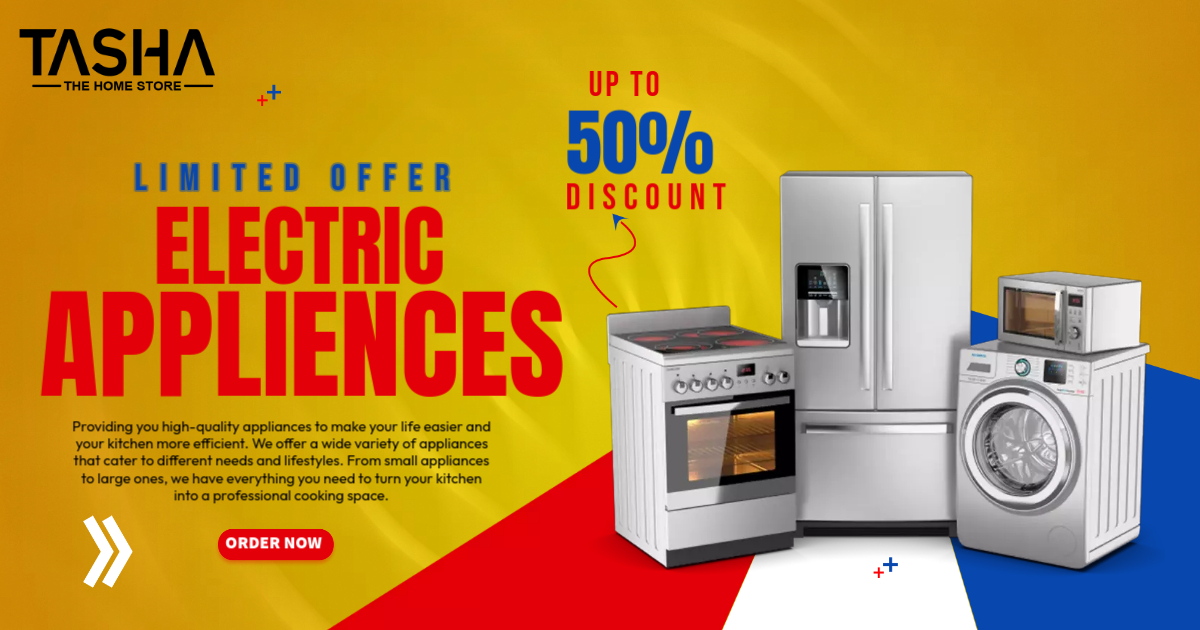 TASHA
THE HOME STORE
UP TO
50%
DISCOUNT
LIMITED OFFER
ELECTRIC
APPLIENCES
Providing you high-quality appliances to make your life easier and
your kitchen more efficient. We offer a wide variety of appliances
that cater to different needs and lifestyles. From small appliances
to large ones, we have everything you need to turn your kitchen
into a professional cooking space.
ORDER NOW